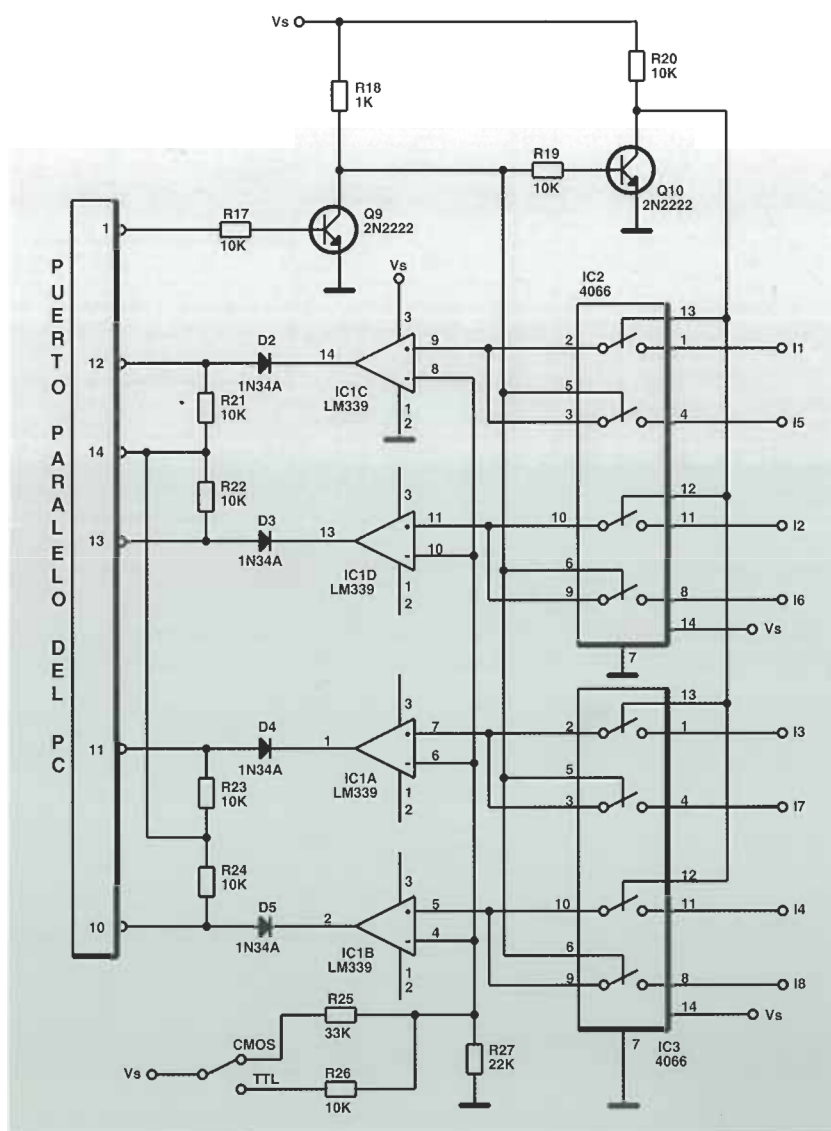 Vs
R20
10K
R18
1K
R19
10K
Q10
2N2222
Q9
2N2222
R17
10K
1
PUERTO PARALELO DEL PC
Vs
3
IC2
4066
13
12
D2
14
9
2
1
I1
1N34A
8
IC1C
LM339
R21
10K
1
2
5
3
4
I5
14
R22
10K
3
12
13
D3
13
11
10
11
I2
1N34A
10
IC1D
LM339
1
2
6
9
8
I6
14
Vs
7
3
13
11
D4
1
7
2
1
I3
1N34A
6
IC1A
LM339
R23
10K
1
2
5
3
4
I7
R24
10K
3
12
10
D5
2
5
10
11
I4
1N34A
4
IC1B
LM339
1
2
6
9
8
I8
14
Vs
R25
33K
CMOS
Vs
TTL
R26
10K
R27
22K
7
IC3
4066